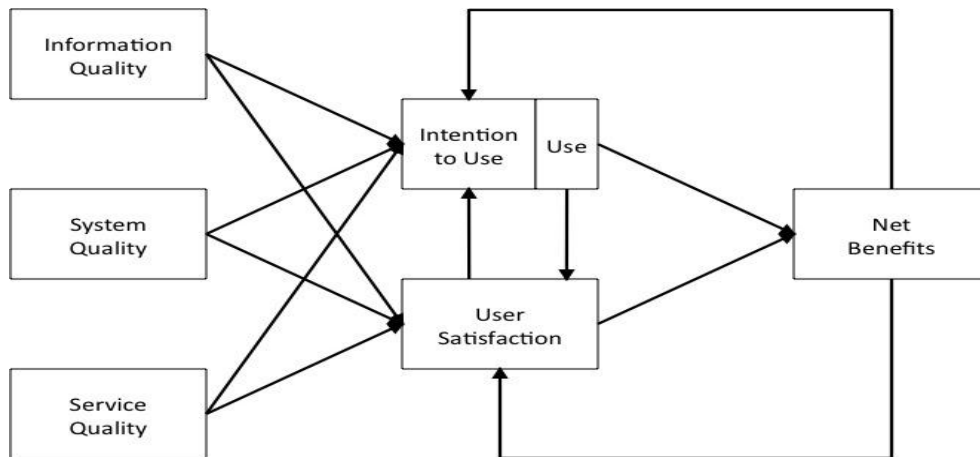 Information
Quality
Intention
to Use
Use
System
Quality
Net
Benefits
User
Satisfaction
Service
Quality